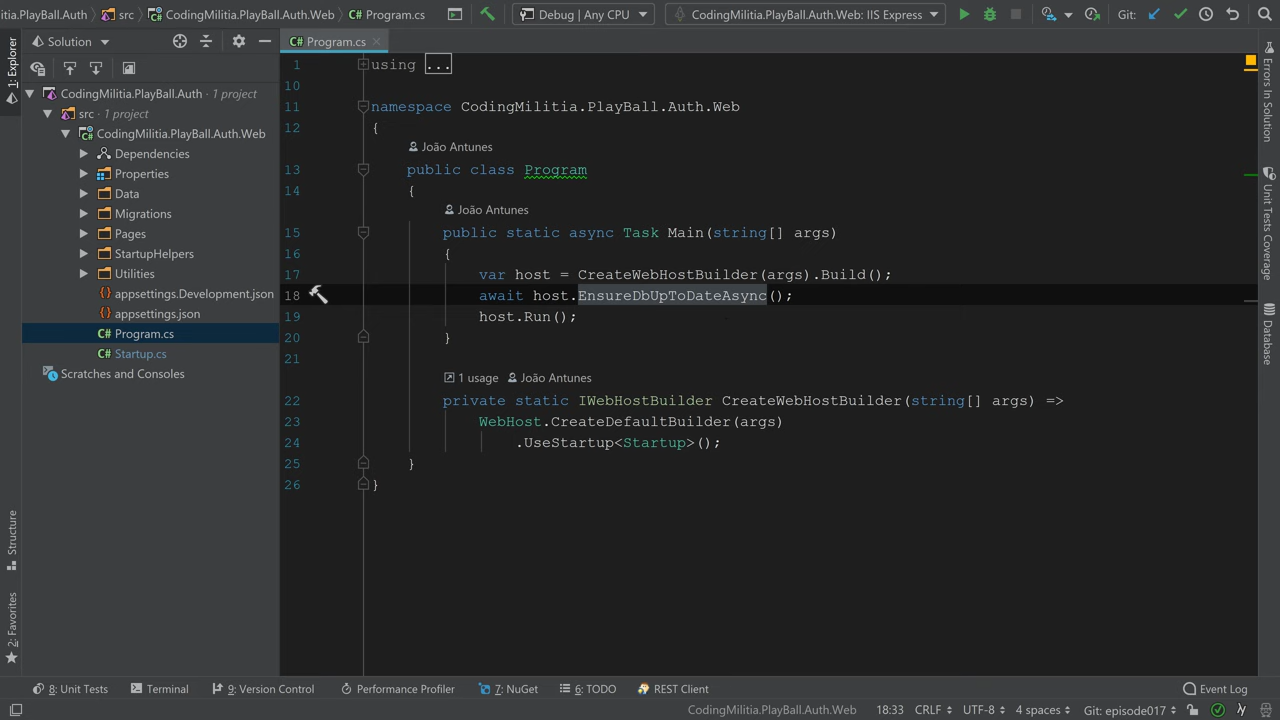 ayBall.Auth src CodingMilitia.PlayBall.Auth.Web Program.cs Debug | Any CPU CodingMilitia.PlayBall.Auth.Web: IIS Express Git:
Solution Program.cs
CodingMilitia.PlayBall.Auth 1 project
src 1 project
CodingMilitia.PlayBall.Auth.Web
Dependencies
Properties
Data
Migrations
Pages
StartupHelpers
Utilities
appsettings.Development.json
appsettings.json
Program.cs
Startup.cs
Scratches and Consoles
1: Explorer
Structure
2: Favorites
1 using ...
10
11 namespace CodingMilitia.PlayBall.Auth.Web
12 {
João Antunes
13 public class Program
14 {
João Antunes
15 public static async Task Main(string[] args)
16 {
17 var host = CreateWebHostBuilder(args).Build();
18 await host.EnsureDbUpToDateAsync();
19 host.Run();
20 }
21
1 usage João Antunes
22 private static IWebHostBuilder CreateWebHostBuilder(string[] args) =>
23 WebHost.CreateDefaultBuilder(args)
24 .UseStartup<Startup>();
25 }
26 }
Errors In Solution
Unit Tests Coverage
Database
8: Unit Tests Terminal 9: Version Control Performance Profiler 7: NuGet 6: TODO REST Client Event Log
CodingMilitia.PlayBall.Auth.Web 18:33 CRLF UTF-8 4 spaces Git: episode017